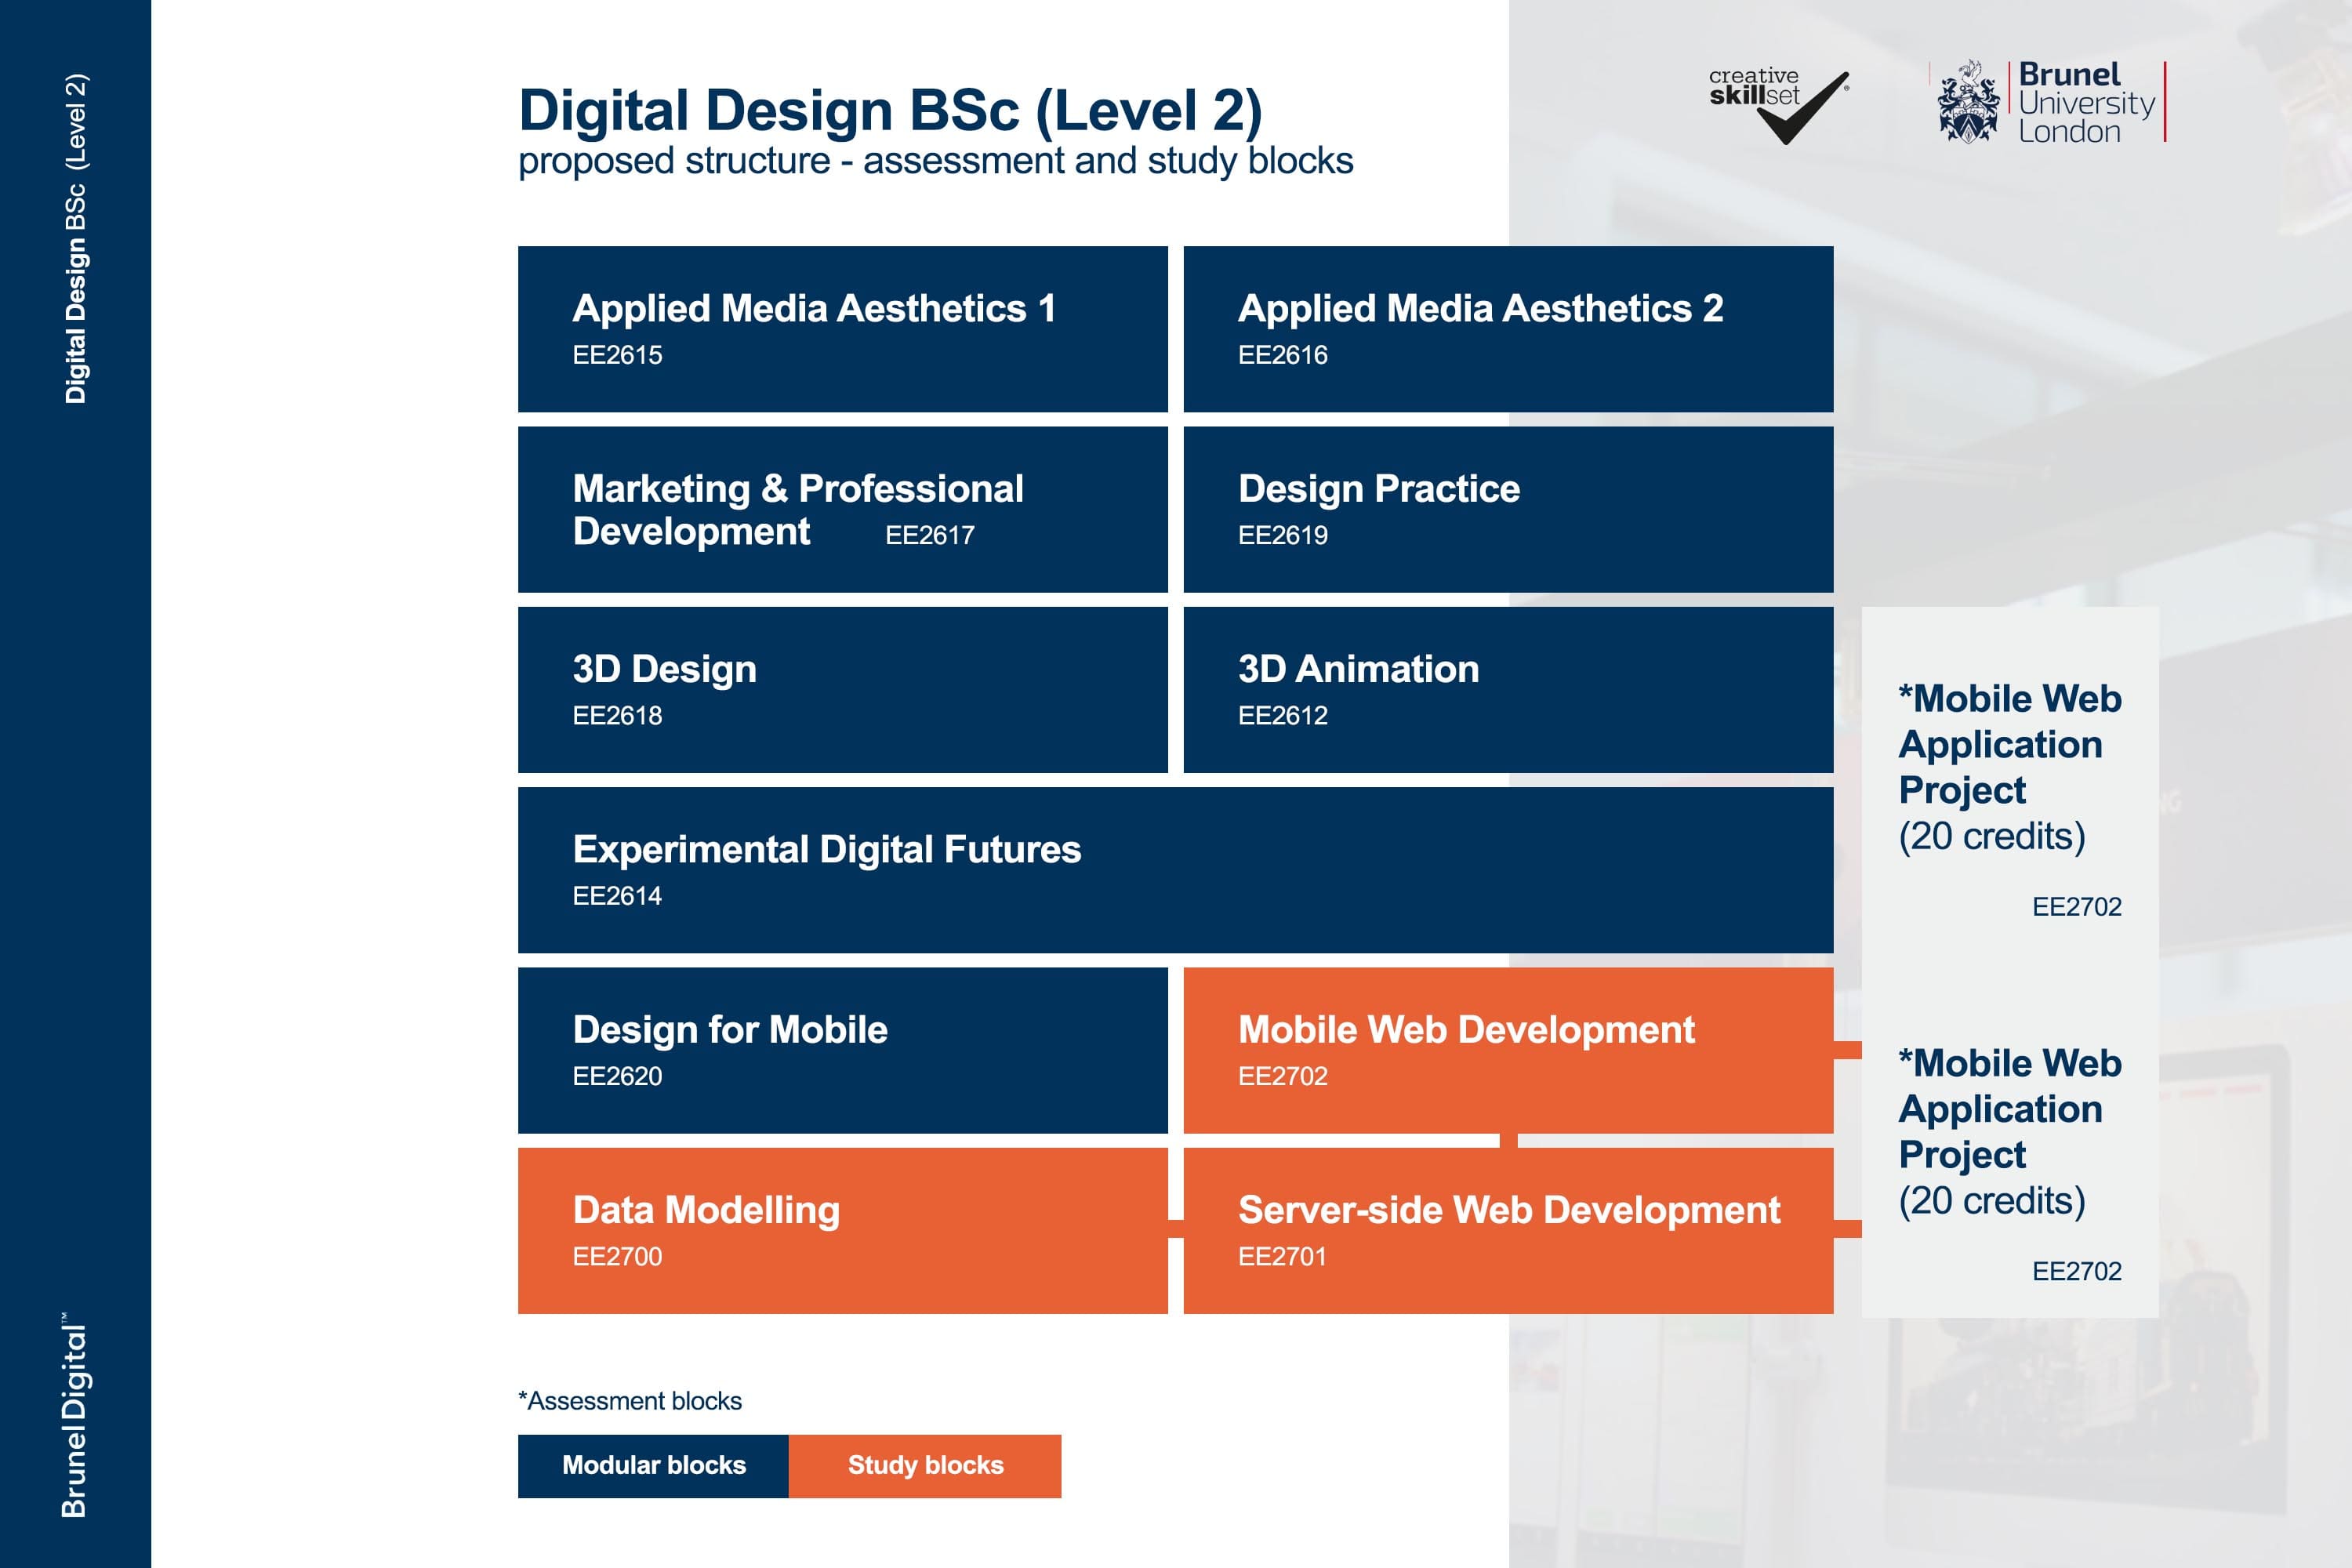 Digital Design BSc (Level 2)
Digital Design BSc (Level 2)
proposed structure - assessment and study blocks
creative
skillset
®
Brunel
University
London
Applied Media Aesthetics 1
EE2615
Applied Media Aesthetics 2
EE2616
Marketing & Professional
Development EE2617
Design Practice
EE2619
3D Design
EE2618
3D Animation
EE2612
Experimental Digital Futures
EE2614
Design for Mobile
EE2620
Mobile Web Development
EE2702
Data Modelling
EE2700
Server-side Web Development
EE2701
*Mobile Web
Application
Project
(20 credits)
EE2702
*Mobile Web
Application
Project
(20 credits)
EE2702
*Assessment blocks
Modular blocks
Study blocks
BrunelDigital™